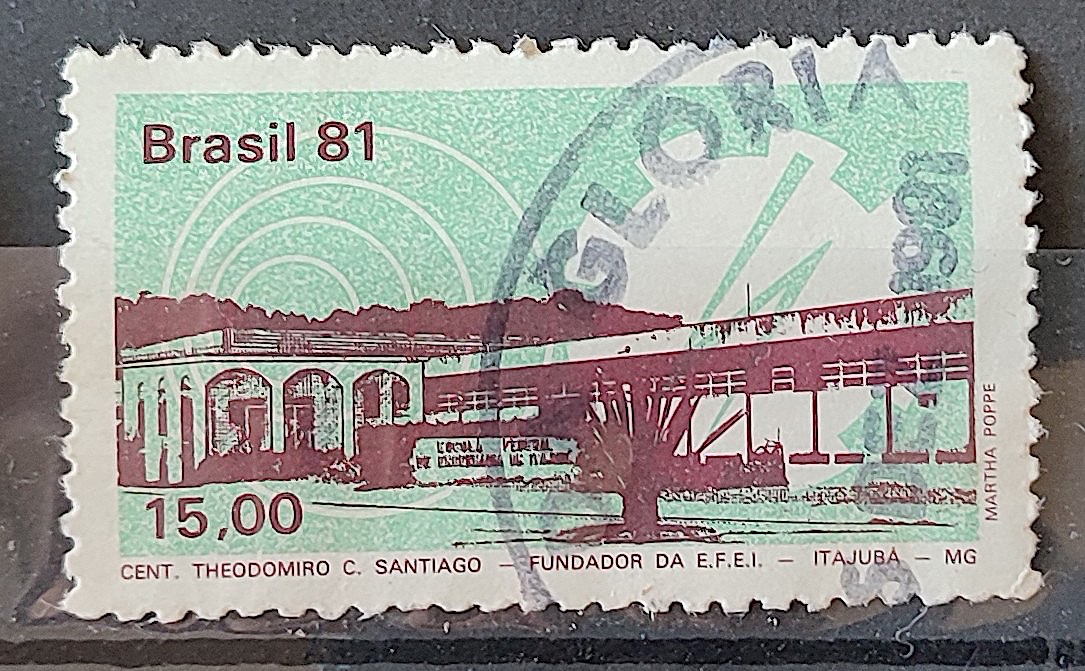 Brasil 81
GLORIA
1981
ESCOLA FEDERAL
DE ENGENHARIA DE ITAJUBÁ
15,00
MARTHA POPPE
CENT. THEODOMIRO C. SANTIAGO — FUNDADOR DA E.F.E.I. — ITAJUBÁ — MG